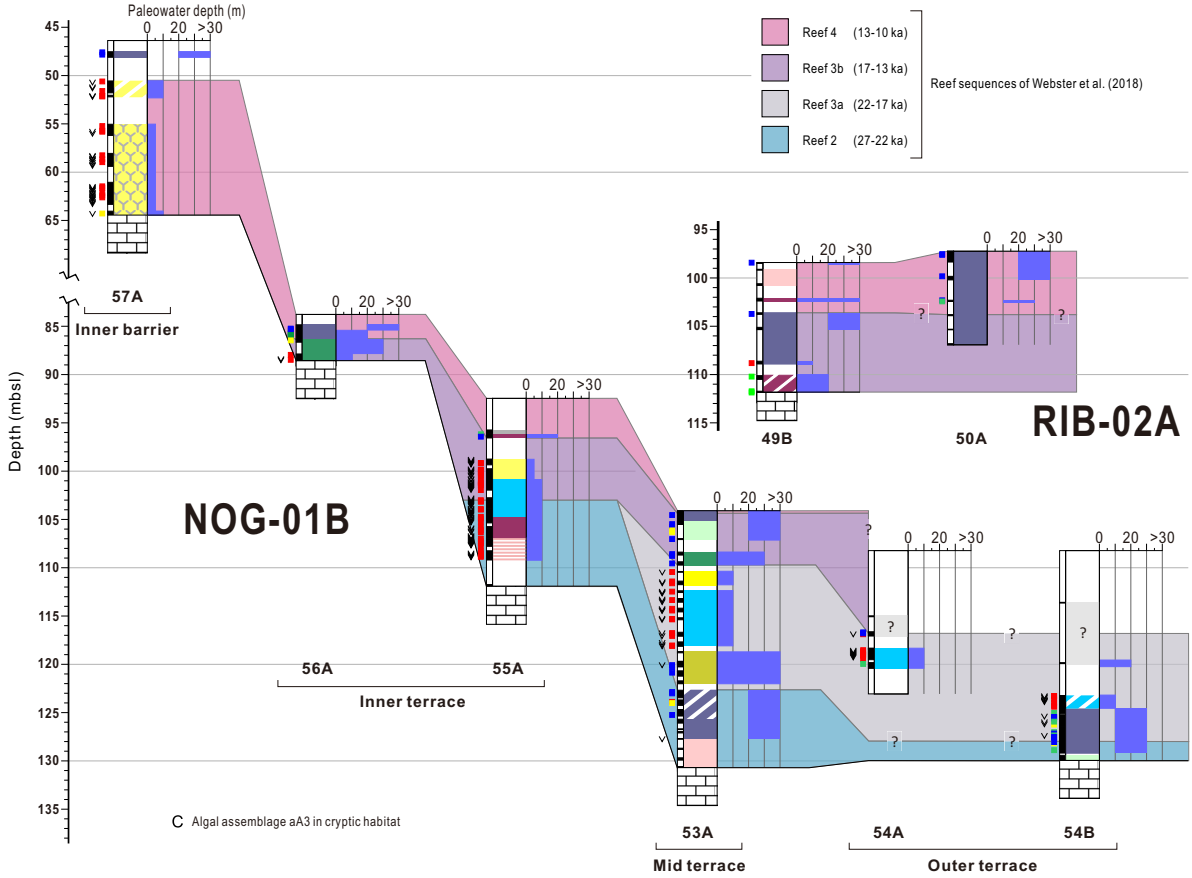 Paleowater depth (m)
0 20 >30
45
50
55
60
65
85
90
95
100
105
110
115
120
125
130
135
Depth (mbsl)
Reef 4 (13-10 ka)
Reef 3b (17-13 ka)
Reef 3a (22-17 ka)
Reef 2 (27-22 ka)
Reef sequences of Webster et al. (2018)
57A
Inner barrier
0 20 >30
56A
0 20 >30
55A
Inner terrace
NOG-01B
0 20 >30
53A
Mid terrace
?
0 20 >30
?
?
?
?
54A
0 20 >30
?
54B
Outer terrace
95
100
105
110
115
0 20 >30
49B
0 20 >30
? ?
50A
RIB-02A
C Algal assemblage aA3 in cryptic habitat